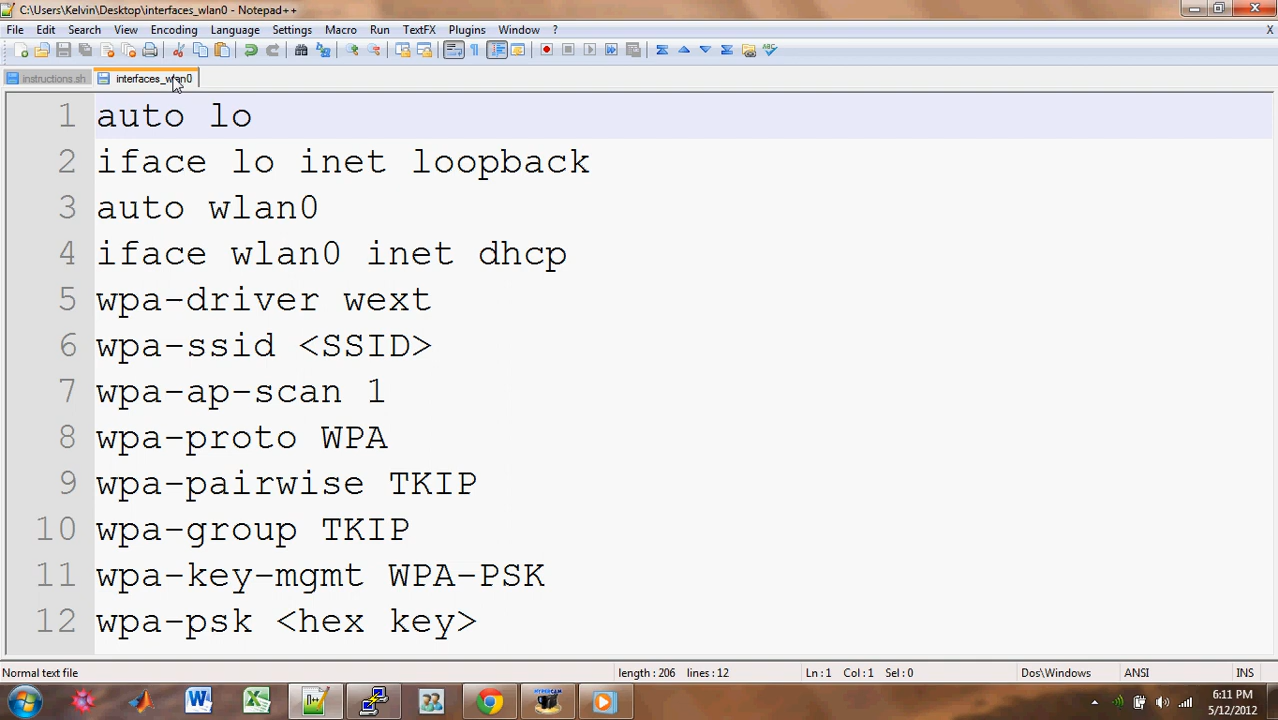 C:\Users\Kelvin\Desktop\interfaces_wlan0 - Notepad++
File Edit Search View Encoding Language Settings Macro Run TextFX Plugins Window ? X
instructions.sh interfaces_wlan0
1 auto lo
2 iface lo inet loopback
3 auto wlan0
4 iface wlan0 inet dhcp
5 wpa-driver wext
6 wpa-ssid <SSID>
7 wpa-ap-scan 1
8 wpa-proto WPA
9 wpa-pairwise TKIP
10 wpa-group TKIP
11 wpa-key-mgmt WPA-PSK
12 wpa-psk <hex key>
Normal text file length : 206 lines : 12 Ln : 1 Col : 1 Sel : 0 Dos\Windows ANSI INS
6:11 PM
5/12/2012